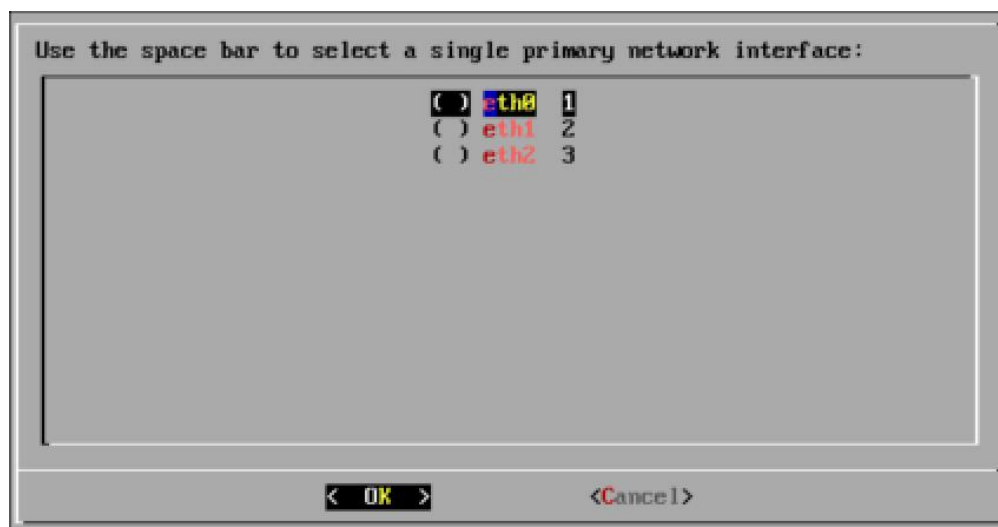 Use the space bar to select a single primary network interface:
( ) eth0 1
( ) eth1 2
( ) eth2 3
< OK > <Cancel>